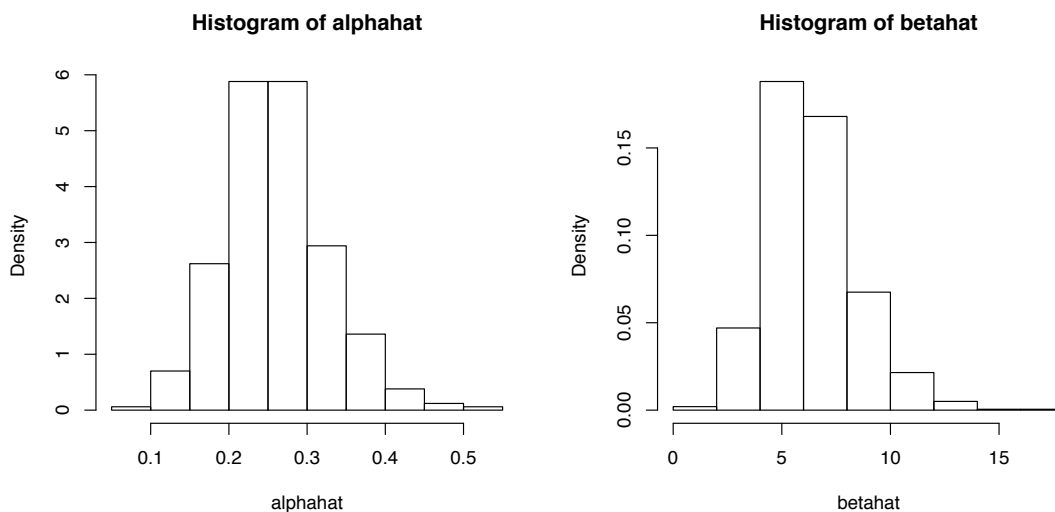 Histogram of alphahat
Density
0 1 2 3 4 5 6
0.1 0.2 0.3 0.4 0.5
alphahat
Histogram of betahat
Density
0.00 0.05 0.10 0.15
0 5 10 15
betahat